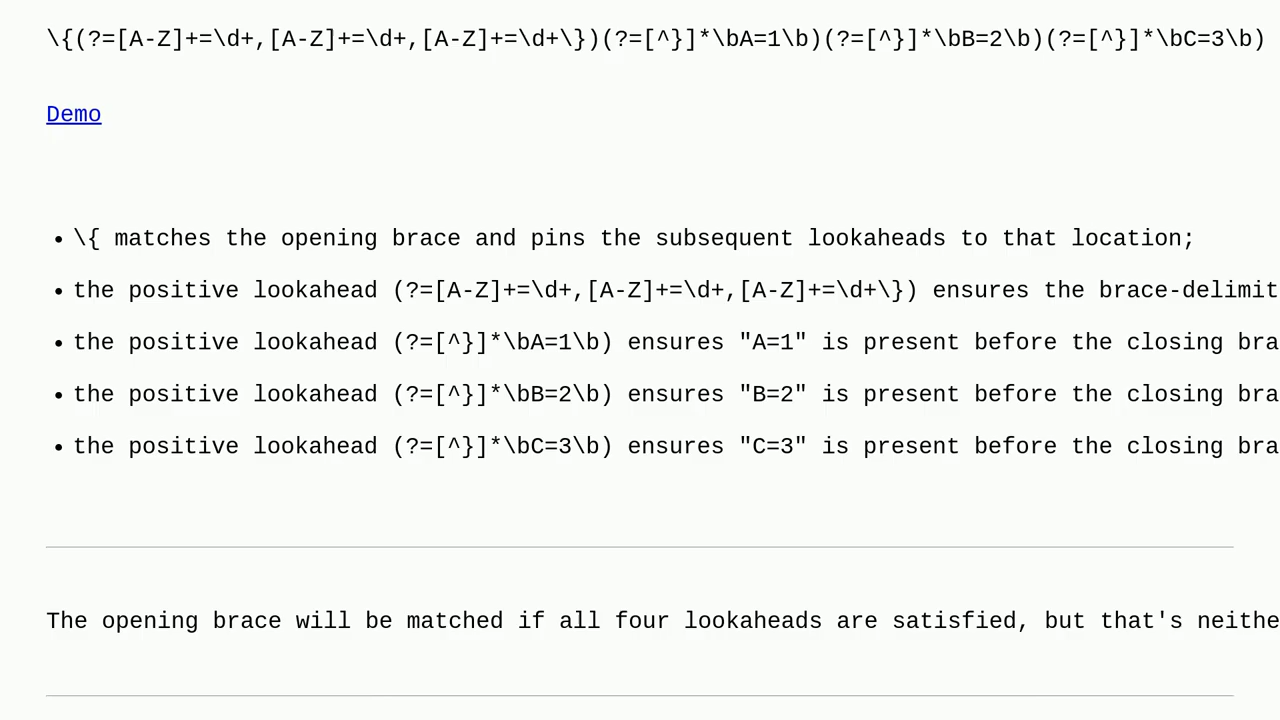 \{(?=[A-Z]+=\d+,[A-Z]+=\d+,[A-Z]+=\d+\})(?=[^}]*\bA=1\b)(?=[^}]*\bB=2\b)(?=[^}]*\bC=3\b)
Demo
• \{ matches the opening brace and pins the subsequent lookaheads to that location;
• the positive lookahead (?=[A-Z]+=\d+,[A-Z]+=\d+,[A-Z]+=\d+\}) ensures the brace-delimit
• the positive lookahead (?=[^}]*\bA=1\b) ensures "A=1" is present before the closing bra
• the positive lookahead (?=[^}]*\bB=2\b) ensures "B=2" is present before the closing bra
• the positive lookahead (?=[^}]*\bC=3\b) ensures "C=3" is present before the closing bra
The opening brace will be matched if all four lookaheads are satisfied, but that's neithe